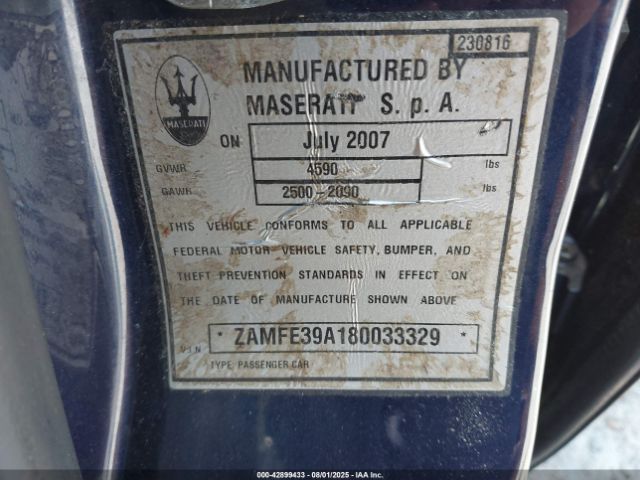 230816
MANUFACTURED BY
MASERATI S. p A.
MASERATI
ON July 2007
GVWR 4590 lbs
GAWR 2500-2090 lbs
THIS VEHICLE CONFORMS TO ALL APPLICABLE
FEDERAL MOTOR VEHICLE SAFETY, BUMPER, AND
THEFT PREVENTION STANDARDS IN EFFECT ON
THE DATE OF MANUFACTURE SHOWN ABOVE
V.I.N * ZAMFE39A180033329 *
TYPE: PASSENGER CAR
000-42899433 - 08/01/2025 - IAA Inc.